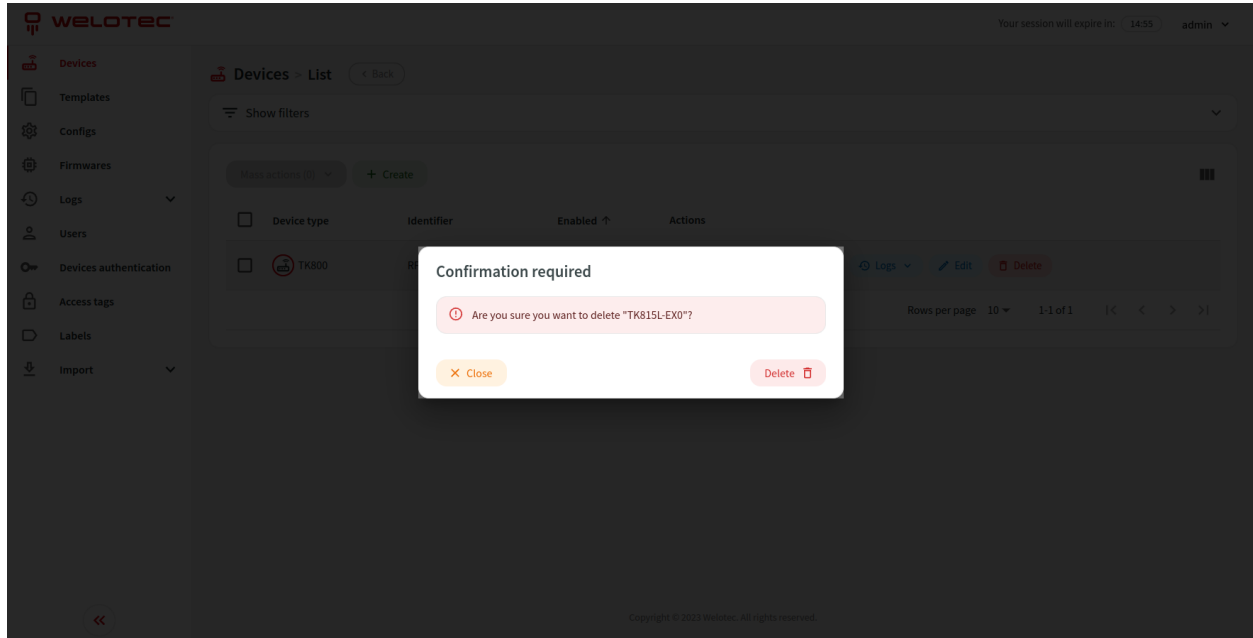 WELOTEC
Your session will expire in: 14:55 admin
Devices
Templates
Configs
Firmwares
Logs
Users
Devices authentication
Access tags
Labels
Import
Devices > List Back
Show filters
Mass actions (0) + Create
Device type Identifier Enabled ↑ Actions
TK800 Logs Edit Delete
Rows per page 10 1-1 of 1
Confirmation required
Are you sure you want to delete "TK815L-EX0"?
Close Delete
Copyright © 2023 Welotec. All rights reserved.